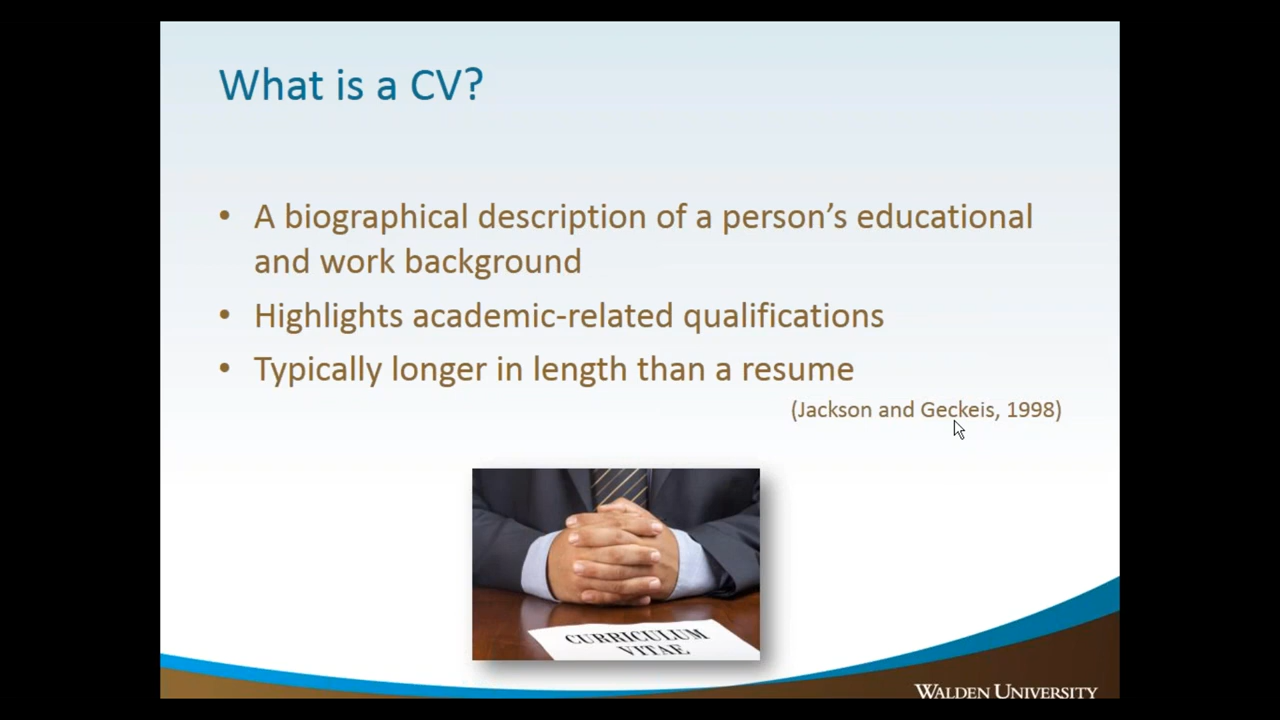 What is a CV?
• A biographical description of a person’s educational
and work background
• Highlights academic-related qualifications
• Typically longer in length than a resume
(Jackson and Geckeis, 1998)
CURRICULUM
VITAE
WALDEN UNIVERSITY